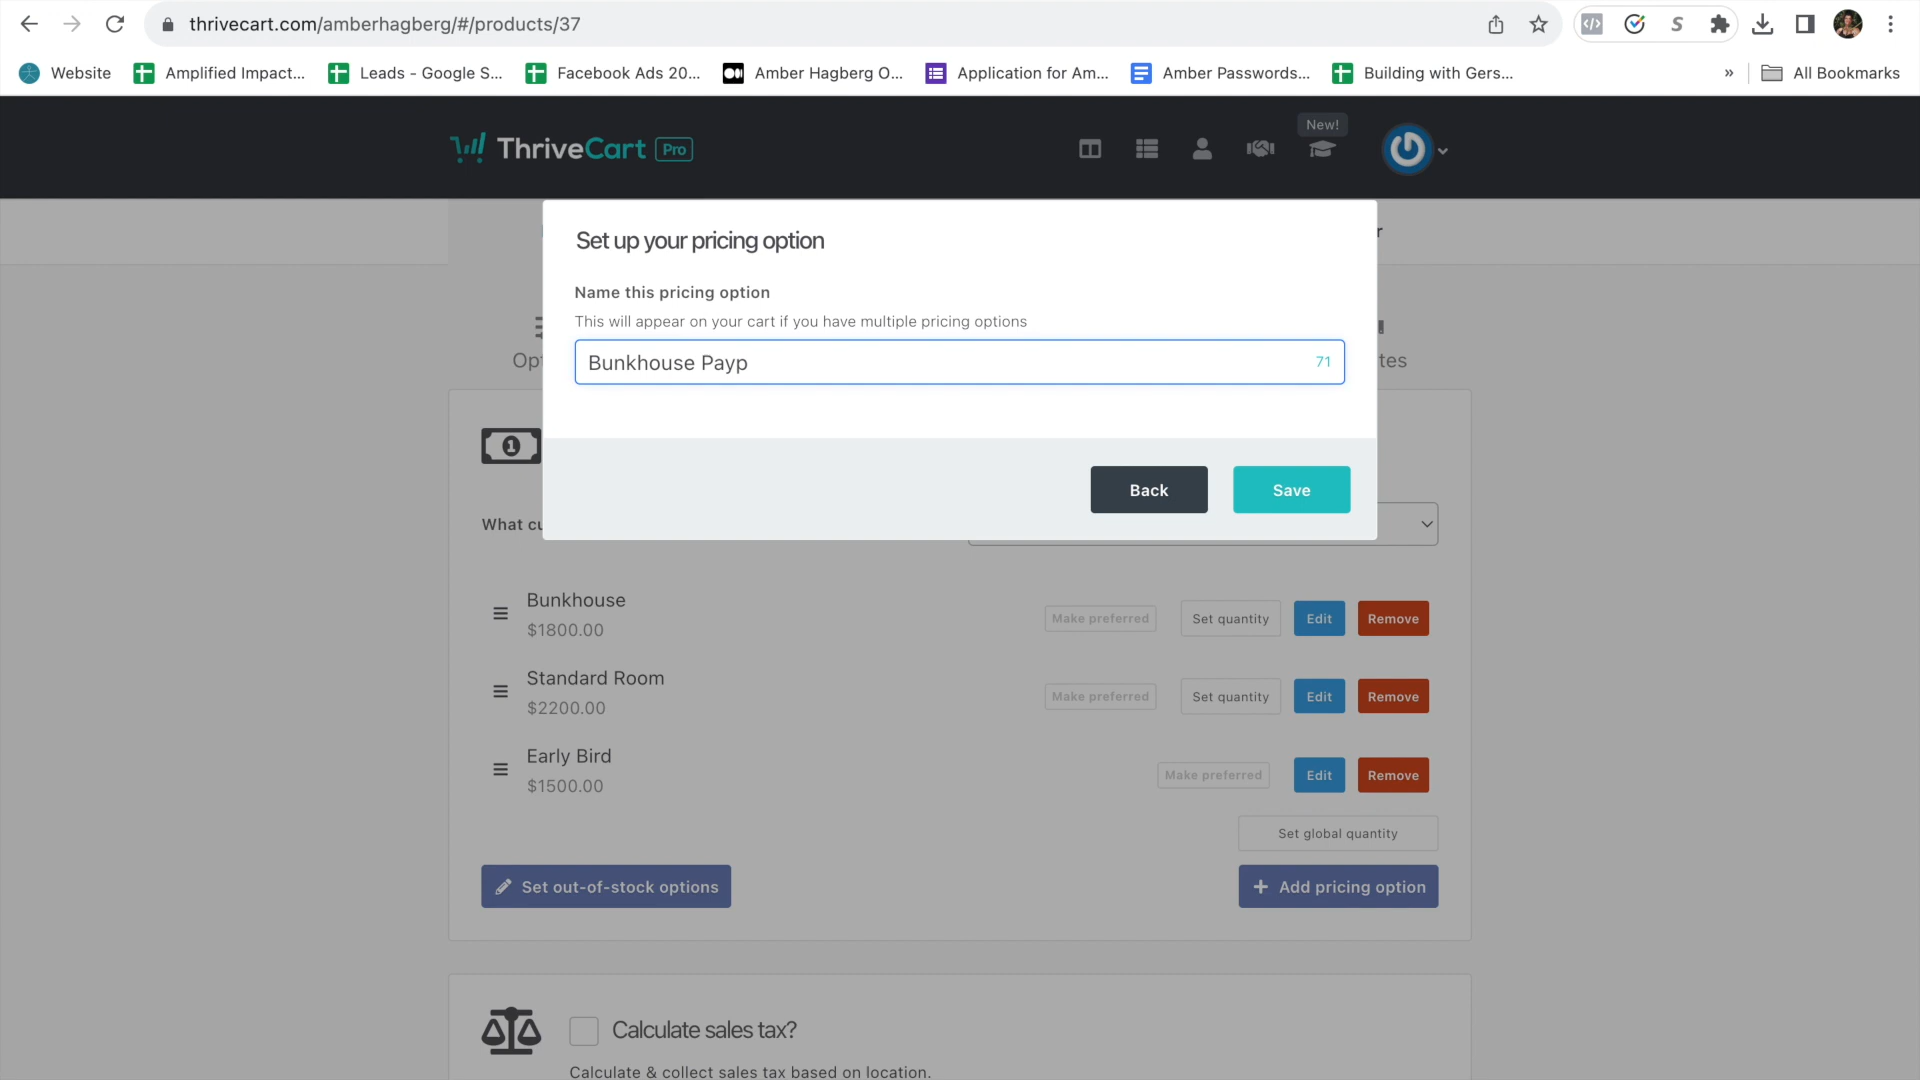 thrivecart.com/amberhagberg/#/products/37
Website
Amplified Impact...
Leads - Google S...
Facebook Ads 20...
Amber Hagberg O...
Application for Am...
Amber Passwords...
Building with Gers...
»
All Bookmarks
ThriveCart Pro
New!
Set up your pricing option
r
Name this pricing option
This will appear on your cart if you have multiple pricing options
Bunkhouse Payp
71
Opt
tes
Back
Save
What cu
Bunkhouse
$1800.00
Make preferred
Set quantity
Edit
Remove
Standard Room
$2200.00
Make preferred
Set quantity
Edit
Remove
Early Bird
$1500.00
Make preferred
Edit
Remove
Set global quantity
Set out-of-stock options
+ Add pricing option
Calculate sales tax?
Calculate & collect sales tax based on location.